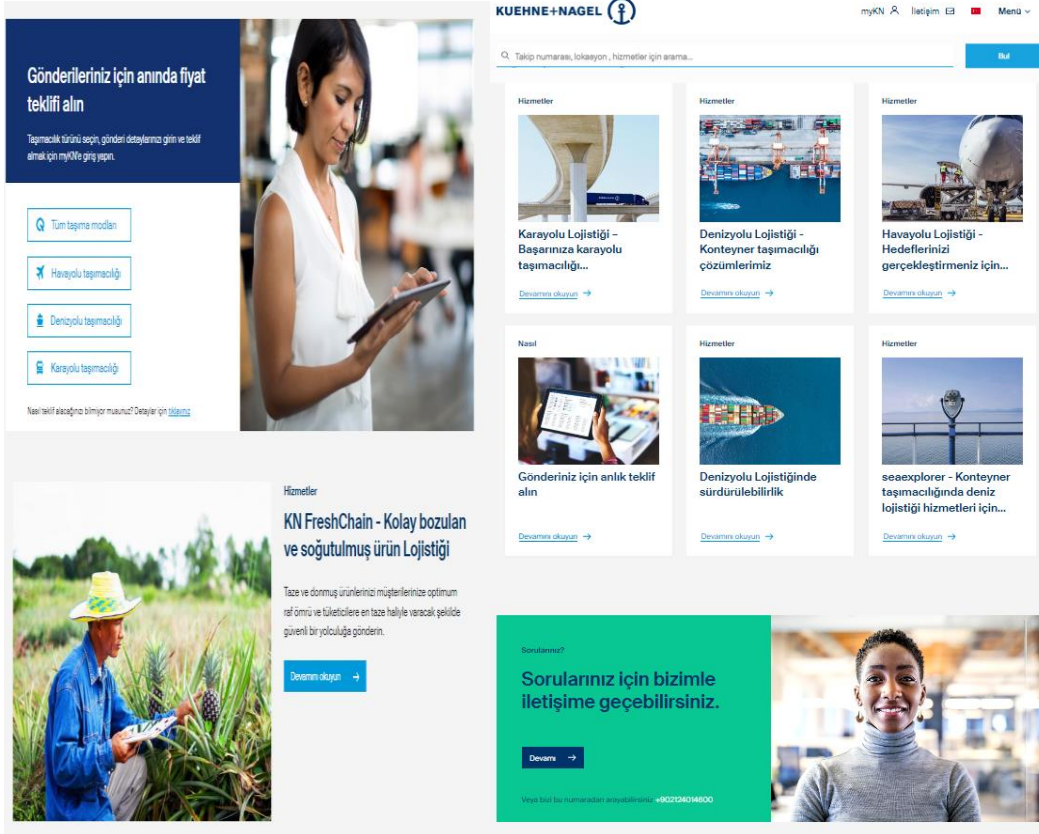 Gönderileriniz için anında fiyat
teklifi alın
Taşımacılık türünü seçin, gönderi detaylarınızı girin ve teklif
almak için myKN'e giriş yapın.
Tüm taşıma modları
Havayolu taşımacılığı
Denizyolu taşımacılığı
Karayolu taşımacılığı
Nasıl teklif alacağınızı bilmiyor musunuz? Detaylar için tıklayınız
Hizmetler
KN FreshChain - Kolay bozulan
ve soğutulmuş ürün Lojistiği
Taze ve donmuş ürünlerinizi müşterilerinize optimum
raf ömrü ve tüketicilere en taze haliyle varacak şekilde
güvenli bir yolculuğa gönderin.
Devamını okuyun →
KUEHNE+NAGEL
myKN İletişim Menü
Takip numarası, lokasyon , hizmetler için arama...
Bul
Hizmetler
Karayolu Lojistiği –
Başarınıza karayolu
taşımacılığı...
Devamını okuyun →
Hizmetler
Denizyolu Lojistiği -
Konteyner taşımacılığı
çözümlerimiz
Devamını okuyun →
Hizmetler
Havayolu Lojistiği -
Hedeflerinizi
gerçekleştirmeniz için...
Devamını okuyun →
Nasıl
Gönderiniz için anlık teklif
alın
Devamını okuyun →
Hizmetler
Denizyolu Lojistiğinde
sürdürülebilirlik
Devamını okuyun →
Hizmetler
seaexplorer - Konteyner
taşımacılığında deniz
lojistiği hizmetleri için...
Devamını okuyun →
Sorularınız?
Sorularınız için bizimle
iletişime geçebilirsiniz.
Devamı →
Veya bizi bu numaradan arayabilirsiniz: +902124014600